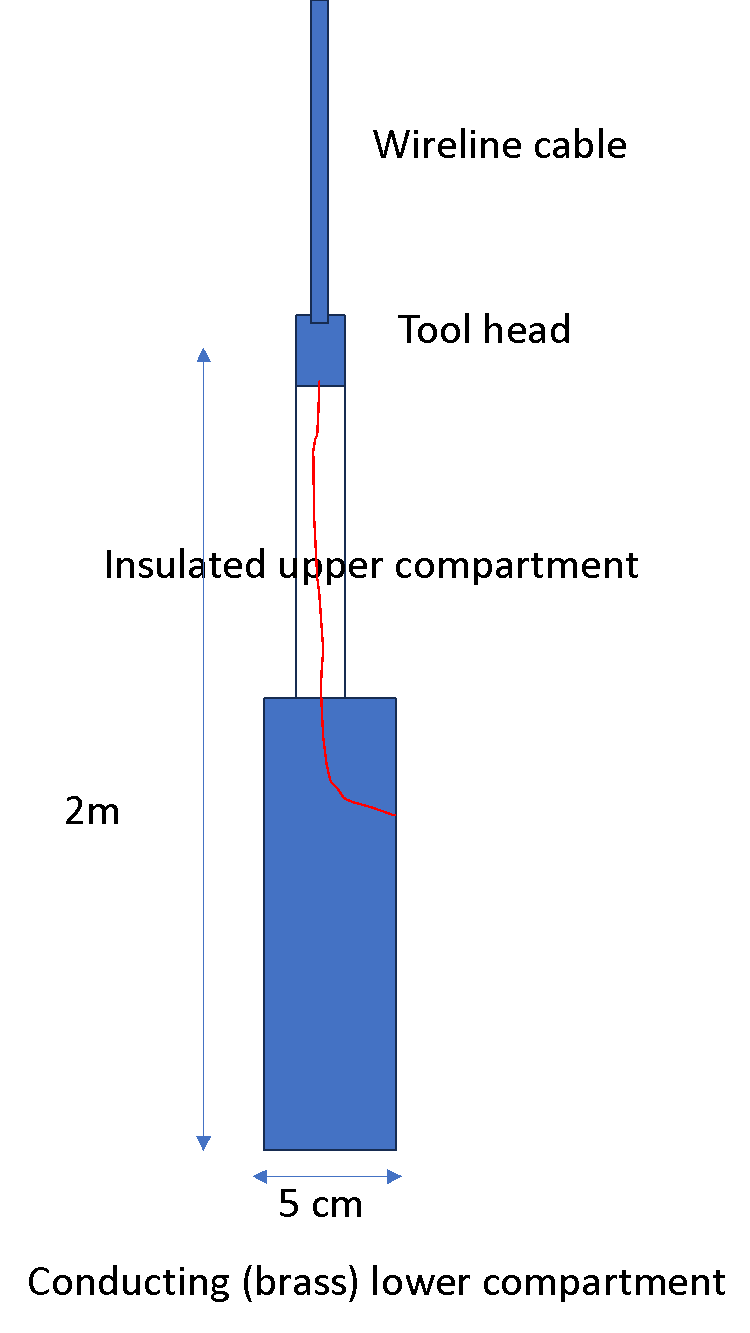 Wireline cable
Tool head
Insulated upper compartment
2m
5 cm
Conducting (brass) lower compartment